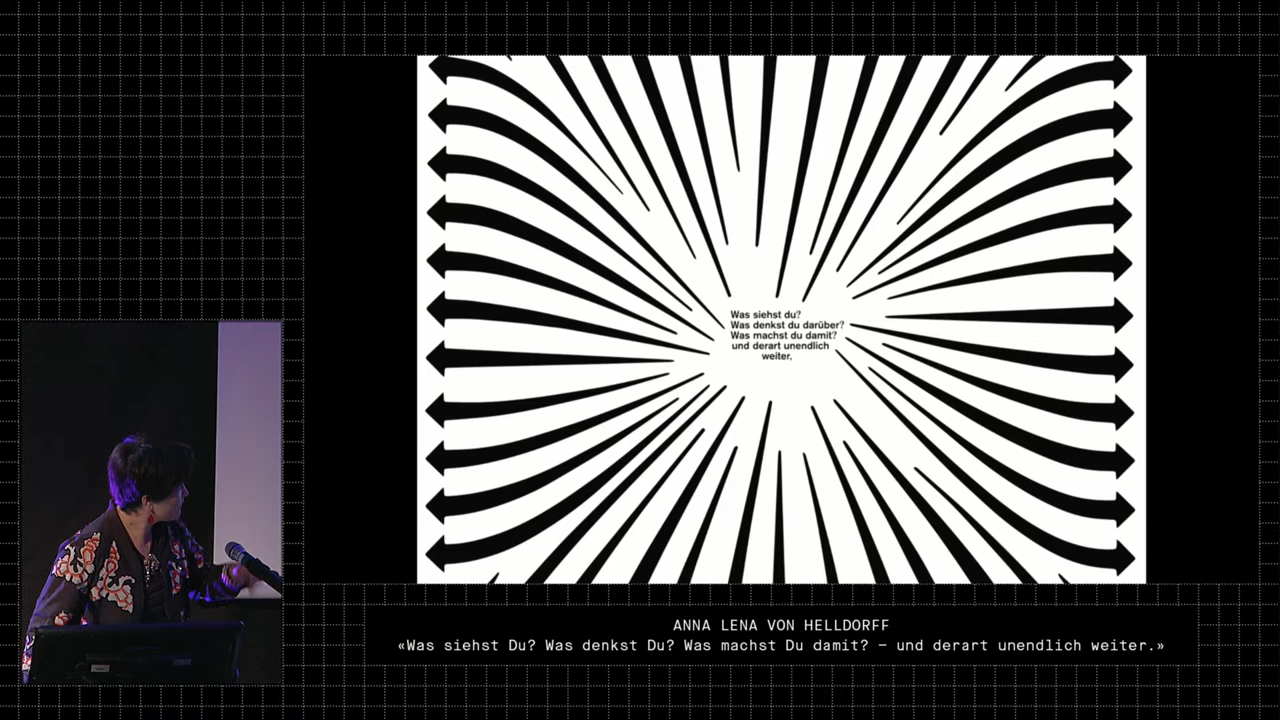 Was siehst du?
Was denkst du darüber?
Was machst du damit?
und derart unendlich
weiter,
ANNA LENA VON HELLDORFF
«Was siehst Du? Was denkst Du? Was machst Du damit? – und derart unendlich weiter.»